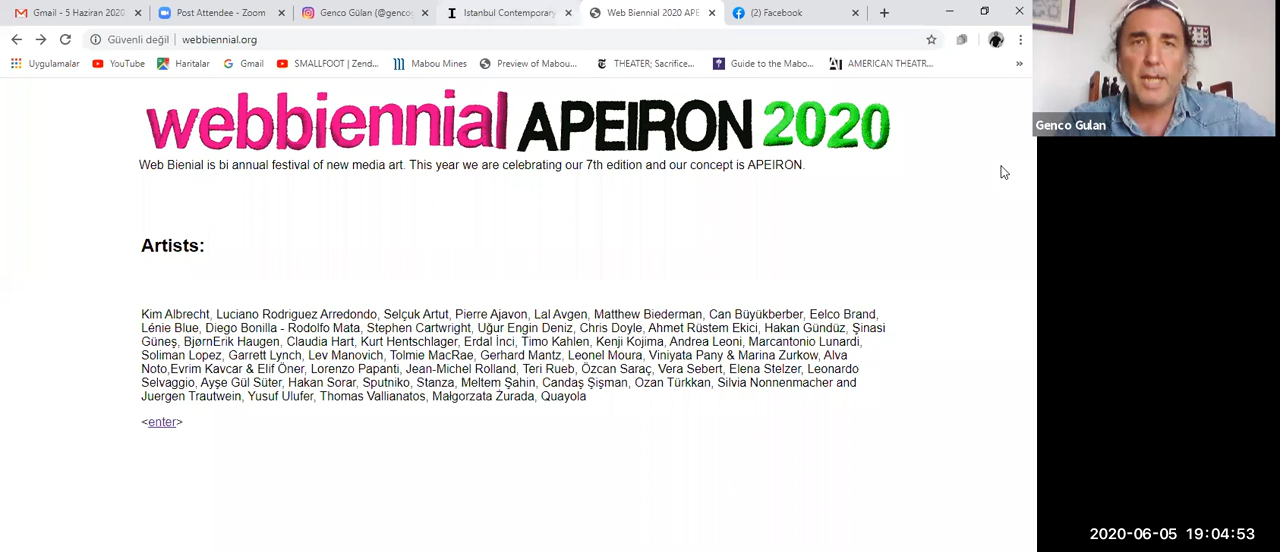 Gmail - 5 Haziran 2020
Post Attendee - Zoom
Genco Gülan (@gencog
Istanbul Contemporary
Web Biennial 2020 APE
(2) Facebook
Güvenli değil | webbiennial.org
Uygulamalar
YouTube
Haritalar
Gmail
SMALLFOOT | Zend...
Mabou Mines
Preview of Mabou...
THEATER; Sacrifice...
Guide to the Mabo...
AMERICAN THEATR...
Genco Gulan
webbiennial APEIRON 2020
Web Bienial is bi annual festival of new media art. This year we are celebrating our 7th edition and our concept is APEIRON.
Artists:
Kim Albrecht, Luciano Rodriguez Arredondo, Selçuk Artut, Pierre Ajavon, Lal Avgen, Matthew Biederman, Can Büyükberber, Eelco Brand,
Lénie Blue, Diego Bonilla - Rodolfo Mata, Stephen Cartwright, Uğur Engin Deniz, Chris Doyle, Ahmet Rüstem Ekici, Hakan Gündüz, Şinasi
Güneş, BjørnErik Haugen, Claudia Hart, Kurt Hentschlager, Erdal İnci, Timo Kahlen, Kenji Kojima, Andrea Leoni, Marcantonio Lunardi,
Soliman Lopez, Garrett Lynch, Lev Manovich, Tolmie MacRae, Gerhard Mantz, Leonel Moura, Viniyata Pany & Marina Zurkow, Alva
Noto,Evrim Kavcar & Elif Öner, Lorenzo Papanti, Jean-Michel Rolland, Teri Rueb, Özcan Saraç, Vera Sebert, Elena Stelzer, Leonardo
Selvaggio, Ayşe Gül Süter, Hakan Sorar, Sputniko, Stanza, Meltem Şahin, Candaş Şişman, Ozan Türkkan, Silvia Nonnenmacher and
Juergen Trautwein, Yusuf Ulufer, Thomas Vallianatos, Małgorzata Żurada, Quayola
<enter>
2020-06-05 19:04:53